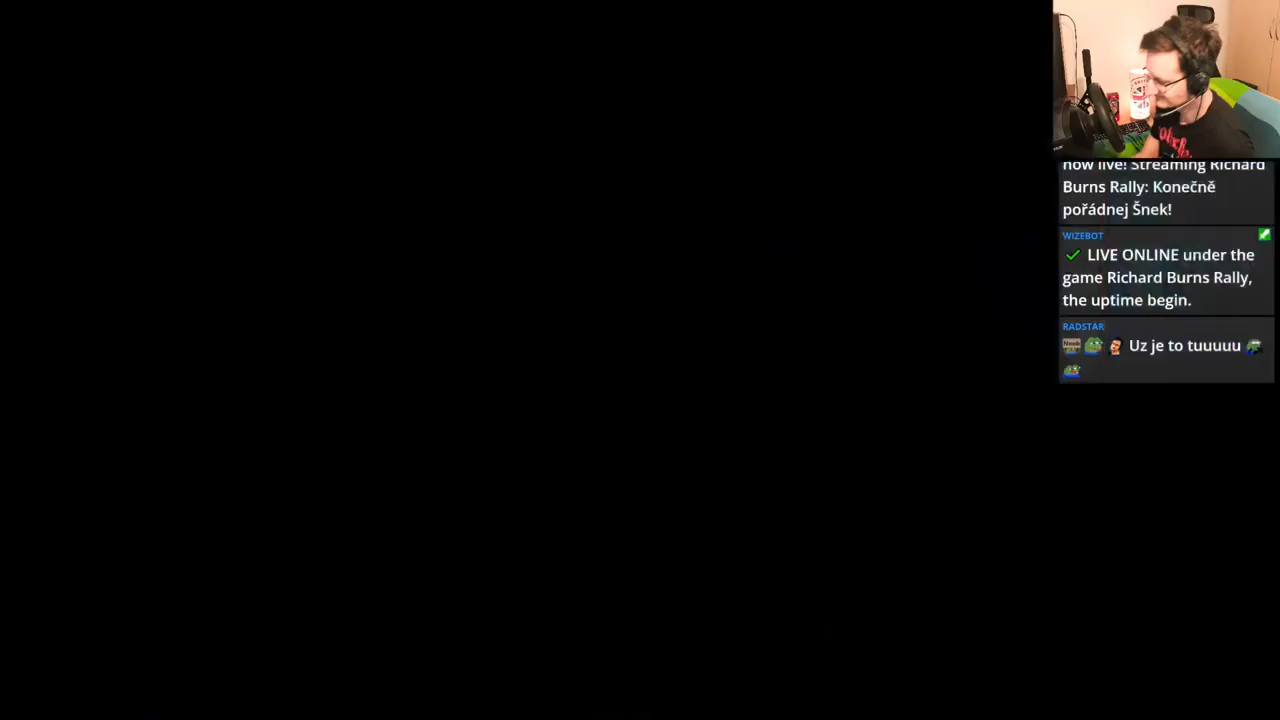 now live! Streaming Richard
Burns Rally: Konečně
pořádnej Šnek!
WIZEBOT
LIVE ONLINE under the
game Richard Burns Rally,
the uptime begin.
RADSTAR
Uz je to tuuuuu